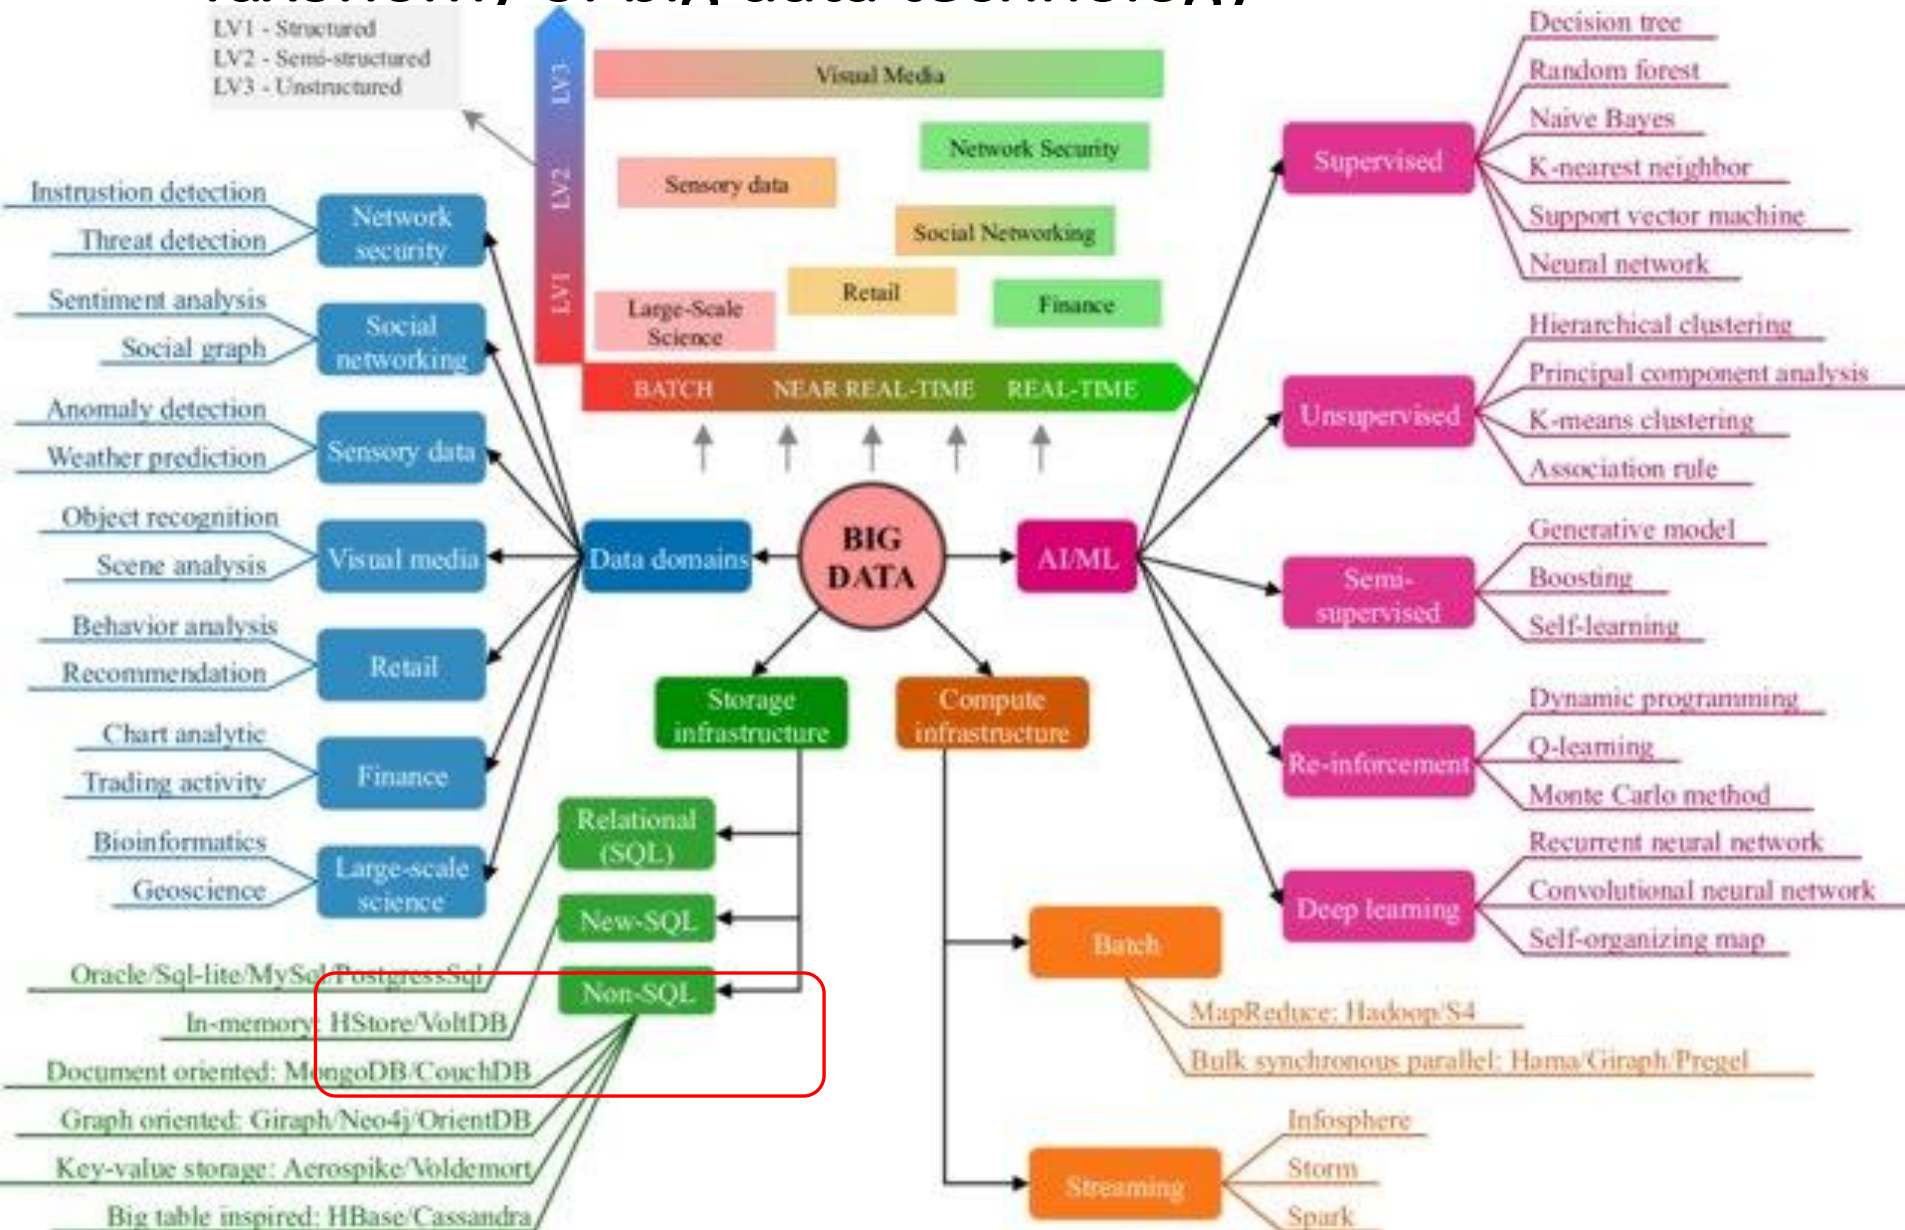 Taxonomy of big data technology
LV1 - Structured
LV2 - Semi-structured
LV3 - Unstructured
LV3
LV2
LV1
Visual Media
Network Security
Sensory data
Social Networking
Retail
Large-Scale
Science
Finance
BATCH
NEAR REAL-TIME
REAL-TIME
BIG
DATA
Data domains
Network
security
Instrustion detection
Threat detection
Social
networking
Sentiment analysis
Social graph
Sensory data
Anomaly detection
Weather prediction
Visual media
Object recognition
Scene analysis
Retail
Behavior analysis
Recommendation
Finance
Chart analytic
Trading activity
Large-scale
science
Bioinformatics
Geoscience
AI/ML
Supervised
Decision tree
Random forest
Naive Bayes
K-nearest neighbor
Support vector machine
Neural network
Unsupervised
Hierarchical clustering
Principal component analysis
K-means clustering
Association rule
Semi-
supervised
Generative model
Boosting
Self-learning
Re-inforcement
Dynamic programming
Q-learning
Monte Carlo method
Deep learning
Recurrent neural network
Convolutional neural network
Self-organizing map
Storage
infrastructure
Relational
(SQL)
Oracle/Sql-lite/MySql/PostgressSql
New-SQL
In-memory: HStore/VoltDB
Non-SQL
Document oriented: MongoDB/CouchDB
Graph oriented: Giraph/Neo4j/OrientDB
Key-value storage: Aerospike/Voldemort
Big table inspired: HBase/Cassandra
Compute
infrastructure
Batch
MapReduce: Hadoop/S4
Bulk synchronous parallel: Hama/Giraph/Pregel
Streaming
Infosphere
Storm
Spark